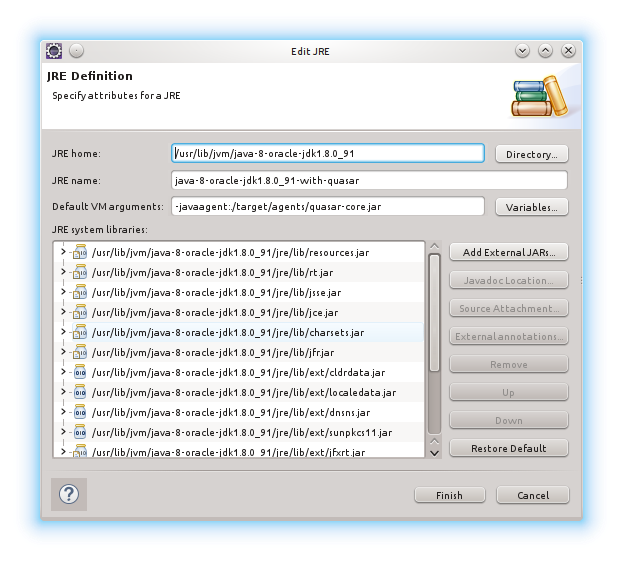 Edit JRE
JRE Definition
Specify attributes for a JRE
JRE home:
/usr/lib/jvm/java-8-oracle-jdk1.8.0_91
Directory...
JRE name:
java-8-oracle-jdk1.8.0_91-with-quasar
Default VM arguments:
-javaagent:/target/agents/quasar-core.jar
Variables...
JRE system libraries:
/usr/lib/jvm/java-8-oracle-jdk1.8.0_91/jre/lib/resources.jar
/usr/lib/jvm/java-8-oracle-jdk1.8.0_91/jre/lib/rt.jar
/usr/lib/jvm/java-8-oracle-jdk1.8.0_91/jre/lib/jsse.jar
/usr/lib/jvm/java-8-oracle-jdk1.8.0_91/jre/lib/jce.jar
/usr/lib/jvm/java-8-oracle-jdk1.8.0_91/jre/lib/charsets.jar
/usr/lib/jvm/java-8-oracle-jdk1.8.0_91/jre/lib/jfr.jar
/usr/lib/jvm/java-8-oracle-jdk1.8.0_91/jre/lib/ext/cldrdata.jar
/usr/lib/jvm/java-8-oracle-jdk1.8.0_91/jre/lib/ext/localedata.jar
/usr/lib/jvm/java-8-oracle-jdk1.8.0_91/jre/lib/ext/dnsns.jar
/usr/lib/jvm/java-8-oracle-jdk1.8.0_91/jre/lib/ext/sunpkcs11.jar
/usr/lib/jvm/java-8-oracle-jdk1.8.0_91/jre/lib/ext/jfxrt.jar
Add External JARs...
Javadoc Location...
Source Attachment...
External annotations...
Remove
Up
Down
Restore Default
?
Finish
Cancel